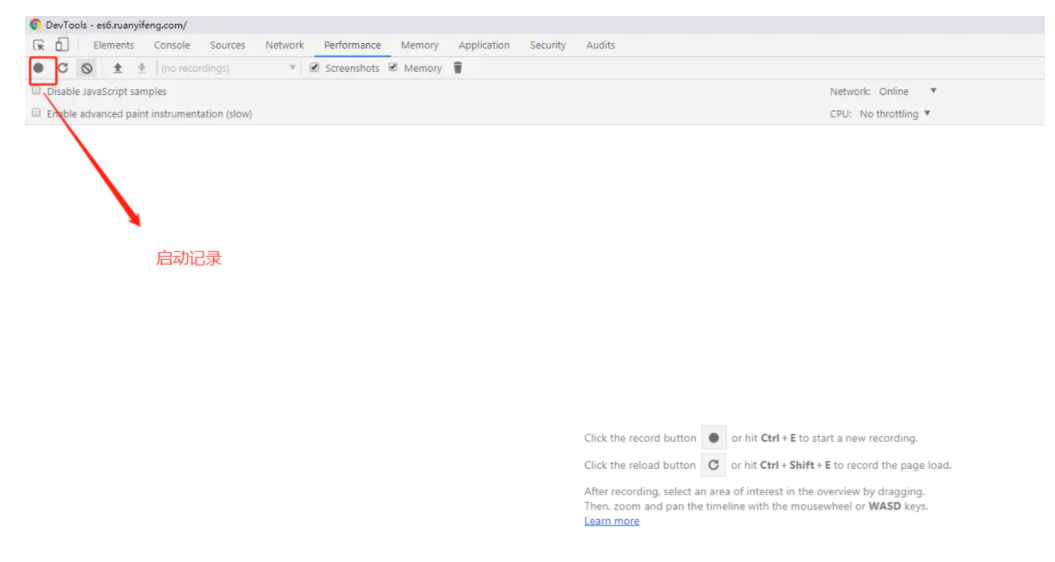 DevTools - es6.ruanyifeng.com/
Elements Console Sources Network Performance Memory Application Security Audits
(no recordings) Screenshots Memory
Disable JavaScript samples Network: Online
Enable advanced paint instrumentation (slow) CPU: No throttling
启动记录
Click the record button or hit Ctrl + E to start a new recording.
Click the reload button or hit Ctrl + Shift + E to record the page load.
After recording, select an area of interest in the overview by dragging.
Then, zoom and pan the timeline with the mousewheel or WASD keys.
Learn more